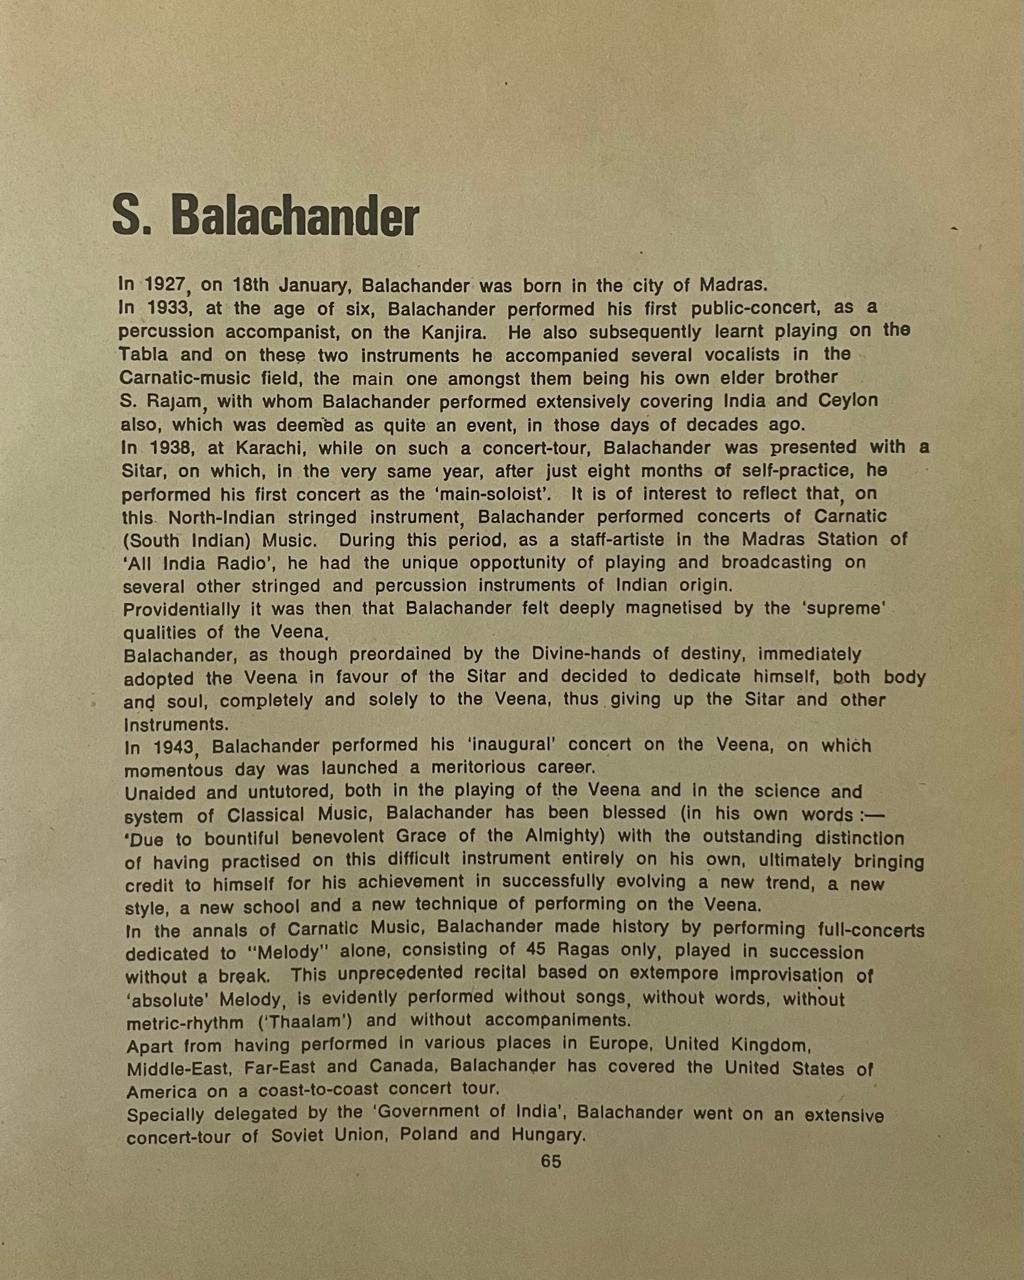 S. Balachander
In 1927, on 18th January, Balachander was born in the city of Madras.
In 1933, at the age of six, Balachander performed his first public-concert, as a
percussion accompanist, on the Kanjira. He also subsequently learnt playing on the
Tabla and on these two instruments he accompanied several vocalists in the
Carnatic-music field, the main one amongst them being his own elder brother
S. Rajam, with whom Balachander performed extensively covering India and Ceylon
also, which was deemed as quite an event, in those days of decades ago.
In 1938, at Karachi, while on such a concert-tour, Balachander was presented with a
Sitar, on which, in the very same year, after just eight months of self-practice, he
performed his first concert as the 'main-soloist'. It is of interest to reflect that, on
this North-Indian stringed instrument, Balachander performed concerts of Carnatic
(South Indian) Music. During this period, as a staff-artiste in the Madras Station of
'All India Radio', he had the unique opportunity of playing and broadcasting on
several other stringed and percussion instruments of Indian origin.
Providentially it was then that Balachander felt deeply magnetised by the 'supreme'
qualities of the Veena.
Balachander, as though preordained by the Divine-hands of destiny, immediately
adopted the Veena in favour of the Sitar and decided to dedicate himself, both body
and soul, completely and solely to the Veena, thus giving up the Sitar and other
Instruments.
In 1943, Balachander performed his 'inaugural' concert on the Veena, on which
momentous day was launched a meritorious career.
Unaided and untutored, both in the playing of the Veena and in the science and
system of Classical Music, Balachander has been blessed (in his own words :—
'Due to bountiful benevolent Grace of the Almighty) with the outstanding distinction
of having practised on this difficult instrument entirely on his own, ultimately bringing
credit to himself for his achievement in successfully evolving a new trend, a new
style, a new school and a new technique of performing on the Veena.
In the annals of Carnatic Music, Balachander made history by performing full-concerts
dedicated to "Melody" alone, consisting of 45 Ragas only, played in succession
without a break. This unprecedented recital based on extempore improvisation of
'absolute' Melody, is evidently performed without songs, without words, without
metric-rhythm ('Thaalam') and without accompaniments.
Apart from having performed in various places in Europe, United Kingdom,
Middle-East, Far-East and Canada, Balachander has covered the United States of
America on a coast-to-coast concert tour.
Specially delegated by the 'Government of India', Balachander went on an extensive
concert-tour of Soviet Union, Poland and Hungary.
65